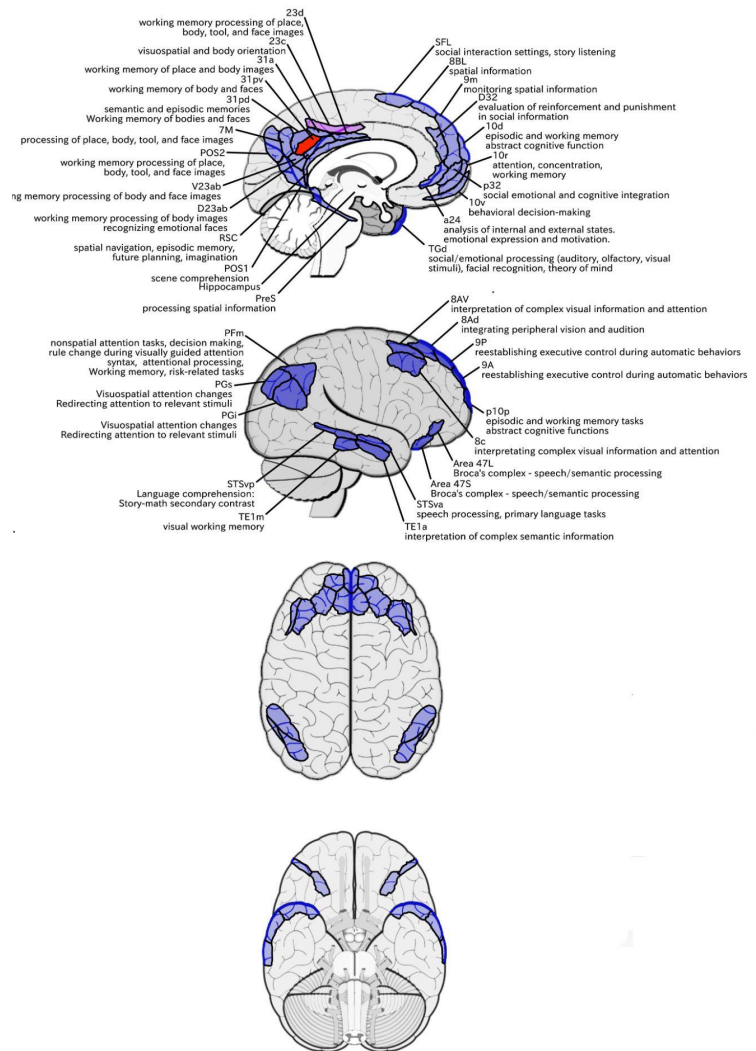 23d
working memory processing of place,
body, tool, and face images
23c
visuospatial and body orientation
31a
working memory of place and body images
31pv
working memory of body and faces
31pd
semantic and episodic memories
Working memory of bodies and faces
7M
processing of place, body, tool, and face images
POS2
working memory processing of place,
body, tool, and face images
V23ab
ng memory processing of body and face images
D23ab
working memory processing of body images
recognizing emotional faces
RSC
spatial navigation, episodic memory,
future planning, imagination
POS1
scene comprehension
Hippocampus
PreS
processing spatial information
SFL
social interaction settings, story listening
8BL
spatial information
9m
monitoring spatial information
D32
evaluation of reinforcement and punishment
in social information
10d
episodic and working memory
abstract cognitive function
10r
attention, concentration,
working memory
p32
social emotional and cognitive integration
10v
behavioral decision-making
a24
analysis of internal and external states.
emotional expression and motivation.
TGd
social/emotional processing (auditory, olfactory, visual
stimuli), facial recognition, theory of mind
PFm
nonspatial attention tasks, decision making,
rule change during visually guided attention
syntax, attentional processing,
Working memory, risk-related tasks
PGs
Visuospatial attention changes
Redirecting attention to relevant stimuli
PGi
Visuospatial attention changes
Redirecting attention to relevant stimuli
STSvp
Language comprehension:
Story-math secondary contrast
TE1m
visual working memory
8AV
interpretation of complex visual information and attention
8Ad
integrating peripheral vision and audition
9P
reestablishing executive control during automatic behaviors
9A
reestablishing executive control during automatic behaviors
p10p
episodic and working memory tasks
abstract cognitive functions
8c
interpretating complex visual information and attention
Area 47L
Broca's complex - speech/semantic processing
Area 47S
Broca's complex - speech/semantic processing
STSva
speech processing, primary language tasks
TE1a
interpretation of complex semantic information